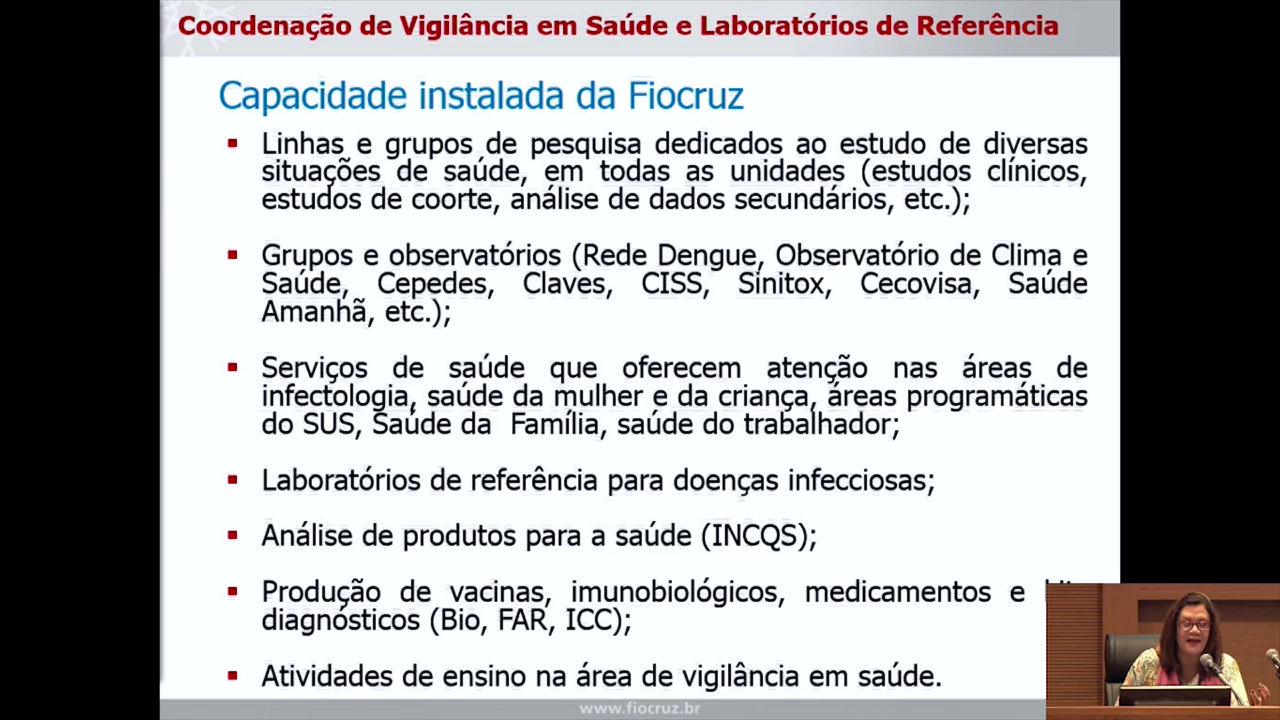 Coordenação de Vigilância em Saúde e Laboratórios de Referência
Capacidade instalada da Fiocruz
Linhas e grupos de pesquisa dedicados ao estudo de diversas
situações de saúde, em todas as unidades (estudos clínicos,
estudos de coorte, análise de dados secundários, etc.);
Grupos e observatórios (Rede Dengue, Observatório de Clima e
Saúde, Cepedes, Claves, CISS, Sinitox, Cecovisa, Saúde
Amanhã, etc.);
Serviços de saúde que oferecem atenção nas áreas de
infectologia, saúde da mulher e da criança, áreas programáticas
do SUS, Saúde da Família, saúde do trabalhador;
Laboratórios de referência para doenças infecciosas;
Análise de produtos para a saúde (INCQS);
Produção de vacinas, imunobiológicos, medicamentos e
diagnósticos (Bio, FAR, ICC);
Atividades de ensino na área de vigilância em saúde.
www.fiocruz.br